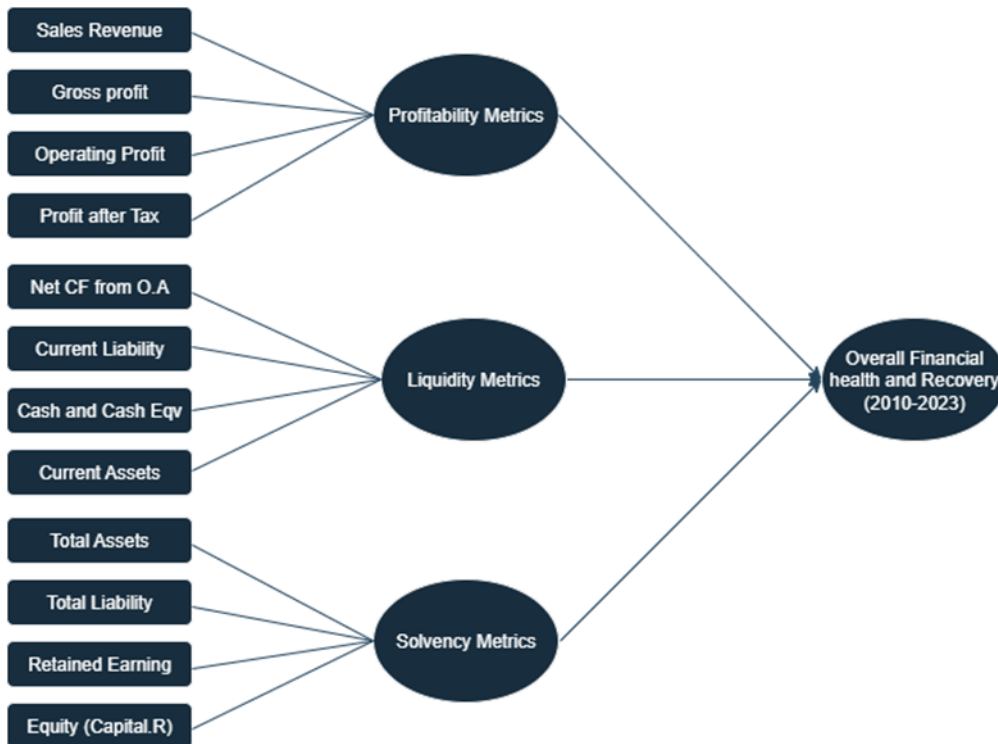 Sales Revenue
Gross profit
Operating Profit
Profit after Tax
Profitability Metrics
Net CF from O.A
Current Liability
Cash and Cash Eqv
Current Assets
Liquidity Metrics
Total Assets
Total Liability
Retained Earning
Equity (Capital.R)
Solvency Metrics
Overall Financial
health and Recovery
(2010-2023)